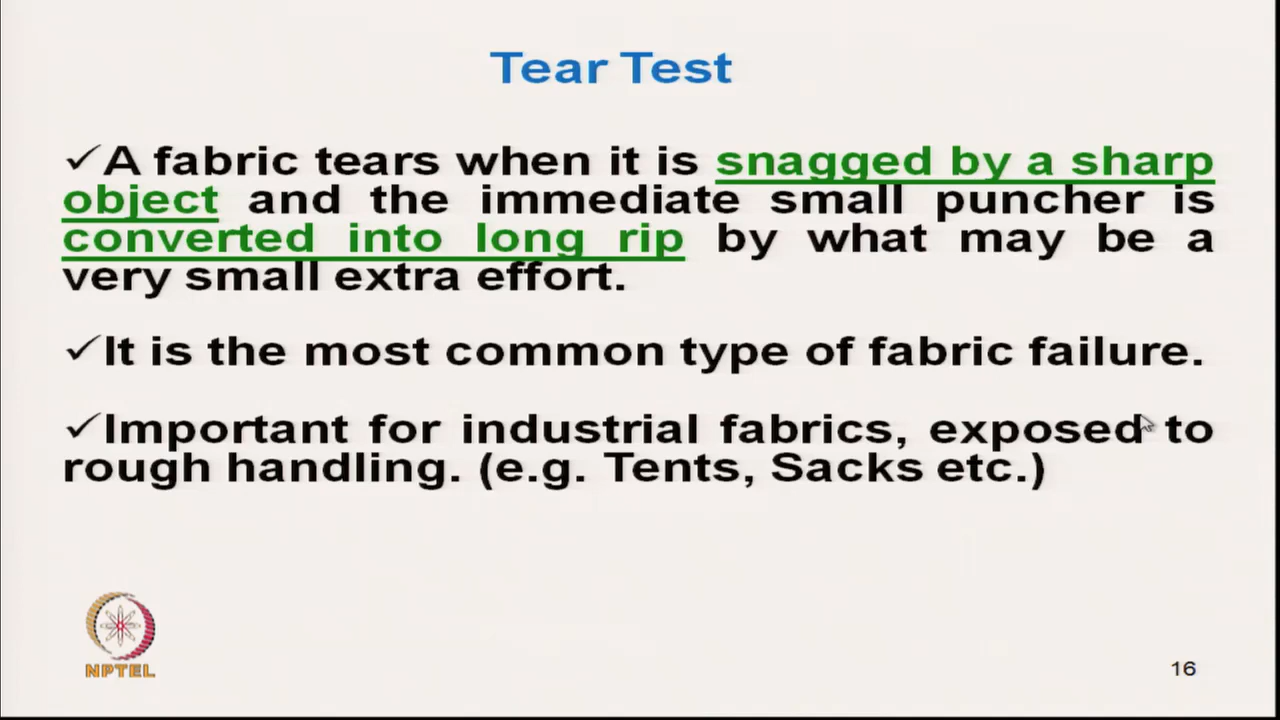 Tear Test
✓A fabric tears when it is snagged by a sharp
object and the immediate small puncher is
converted into long rip by what may be a
very small extra effort.
✓It is the most common type of fabric failure.
✓Important for industrial fabrics, exposed to
rough handling. (e.g. Tents, Sacks etc.)
NPTEL
16